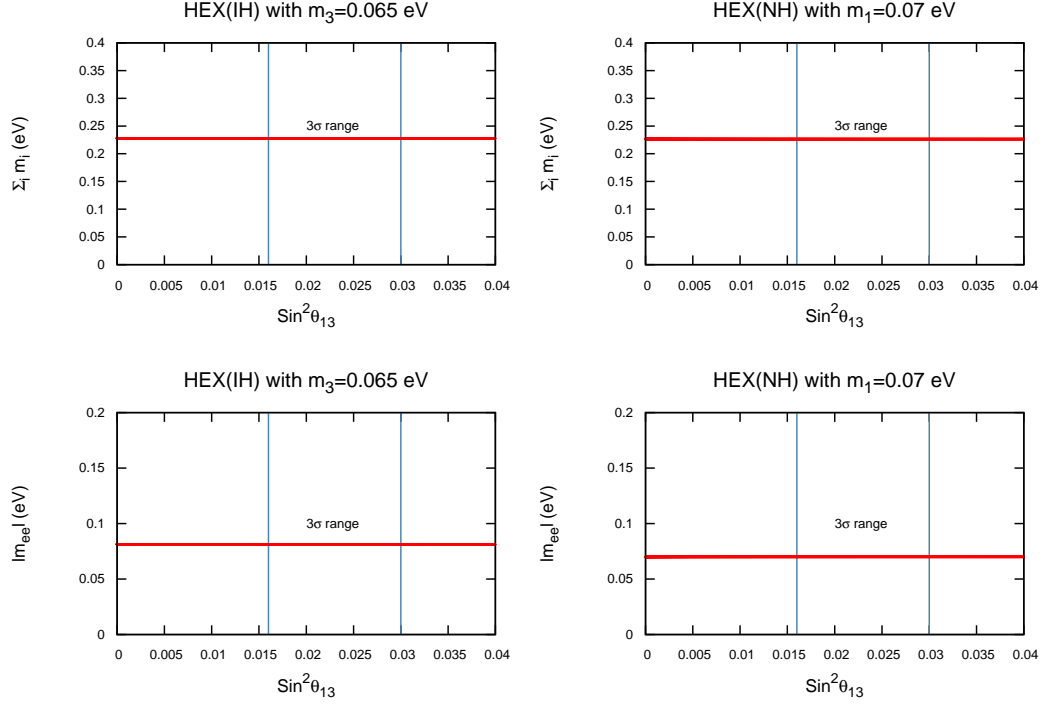 HEX(IH) with m₃=0.065 eV
Σᵢ mᵢ (eV)
0.4
0.35
0.3
0.25
0.2
0.15
0.1
0.05
0
3σ range
0 0.005 0.01 0.015 0.02 0.025 0.03 0.035 0.04
Sin²θ₁₃
HEX(NH) with m₁=0.07 eV
Σᵢ mᵢ (eV)
0.4
0.35
0.3
0.25
0.2
0.15
0.1
0.05
0
3σ range
0 0.005 0.01 0.015 0.02 0.025 0.03 0.035 0.04
Sin²θ₁₃
HEX(IH) with m₃=0.065 eV
|mₑₑ| (eV)
0.2
0.15
0.1
0.05
0
3σ range
0 0.005 0.01 0.015 0.02 0.025 0.03 0.035 0.04
Sin²θ₁₃
HEX(NH) with m₁=0.07 eV
|mₑₑ| (eV)
0.2
0.15
0.1
0.05
0
3σ range
0 0.005 0.01 0.015 0.02 0.025 0.03 0.035 0.04
Sin²θ₁₃